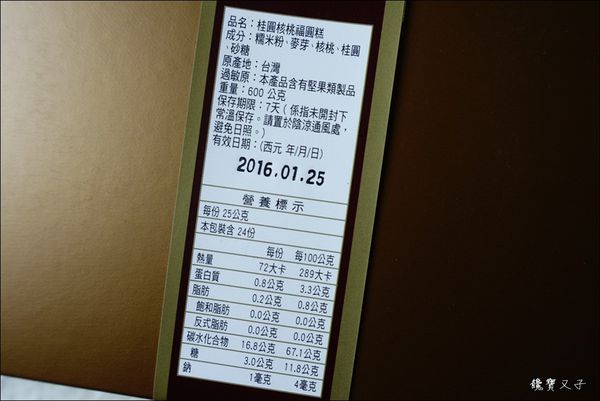 品名：桂圓核桃福圓糕
成分：糯米粉、麥芽、核桃、桂圓
、砂糖
原產地：台灣
過敏原：本產品含有堅果類製品
重量：600 公克
保存期限：7天（係指未開封下
常溫保存。請置於陰涼通風處，
避免日照。）
有效日期：(西元 年/月/日)
2016.01.25
營養標示
每份 25公克
本包裝含 24份
每份 每100公克
熱量 72大卡 289大卡
蛋白質 0.8公克 3.3公克
脂肪 0.2公克 0.8公克
飽和脂肪 0.0公克 0.0公克
反式脂肪 0.0公克 0.0公克
碳水化合物 16.8公克 67.1公克
糖 3.0公克 11.8公克
鈉 1毫克 4毫克